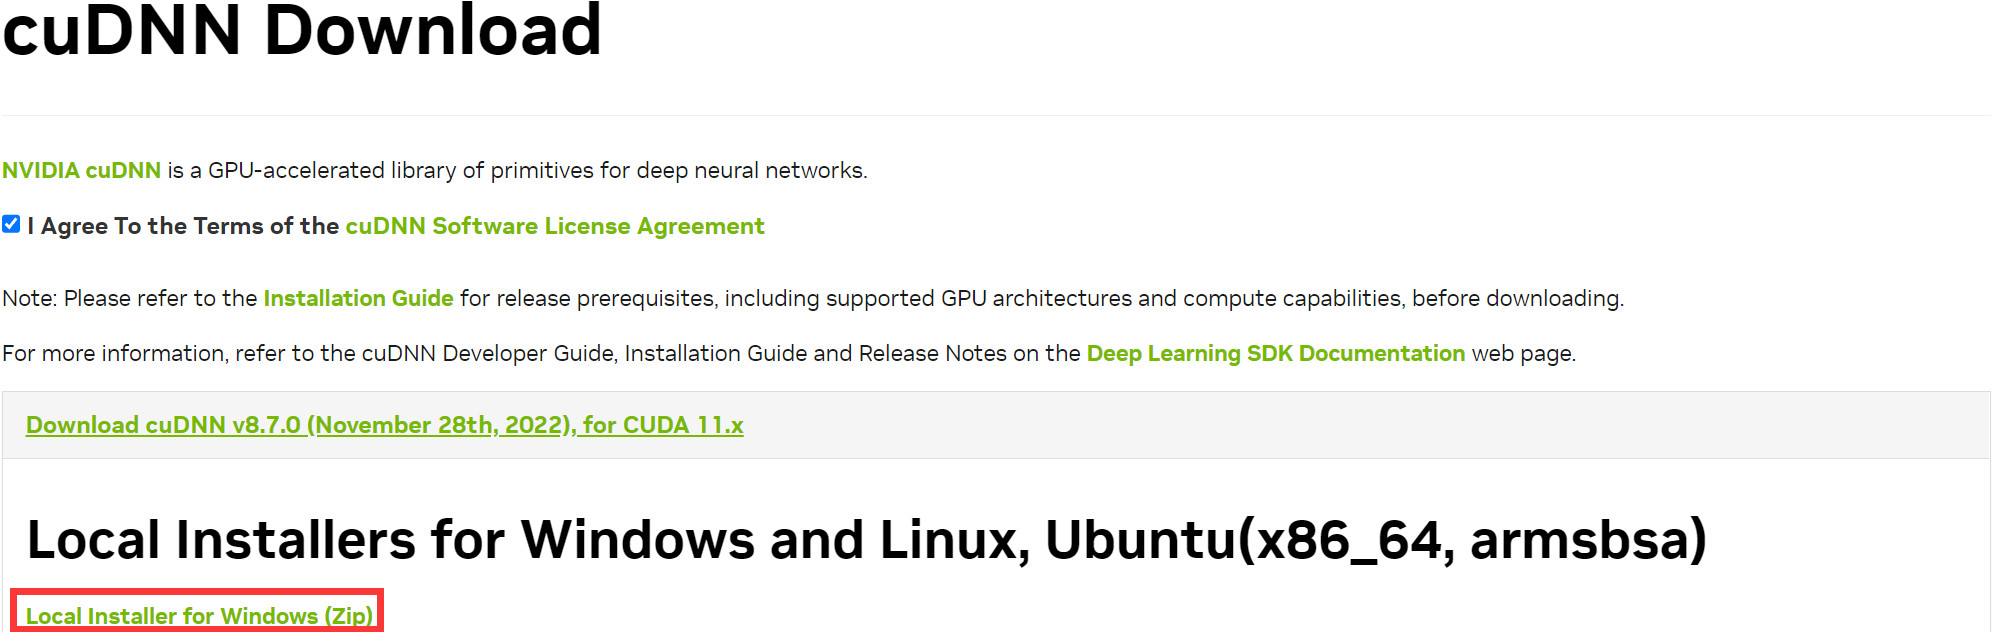 cuDNN Download
NVIDIA cuDNN is a GPU-accelerated library of primitives for deep neural networks.
I Agree To the Terms of the cuDNN Software License Agreement
Note: Please refer to the Installation Guide for release prerequisites, including supported GPU architectures and compute capabilities, before downloading.
For more information, refer to the cuDNN Developer Guide, Installation Guide and Release Notes on the Deep Learning SDK Documentation web page.
Download cuDNN v8.7.0 (November 28th, 2022), for CUDA 11.x
Local Installers for Windows and Linux, Ubuntu(x86_64, armsbsa)
Local Installer for Windows (Zip)